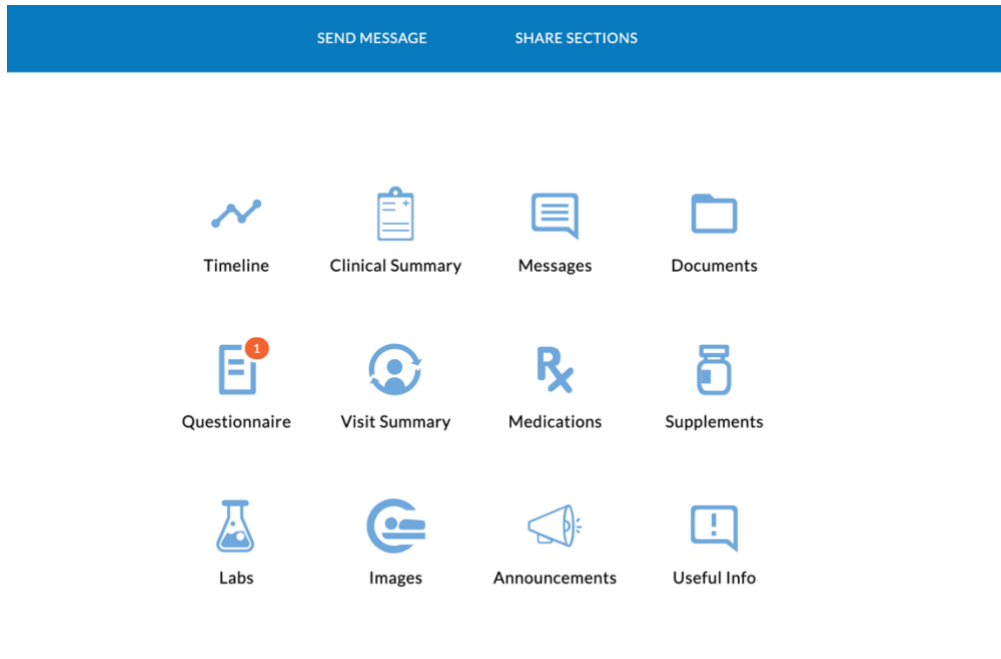 SEND MESSAGE SHARE SECTIONS
Timeline Clinical Summary Messages Documents
1
Questionnaire Visit Summary Medications Supplements
Labs Images Announcements Useful Info